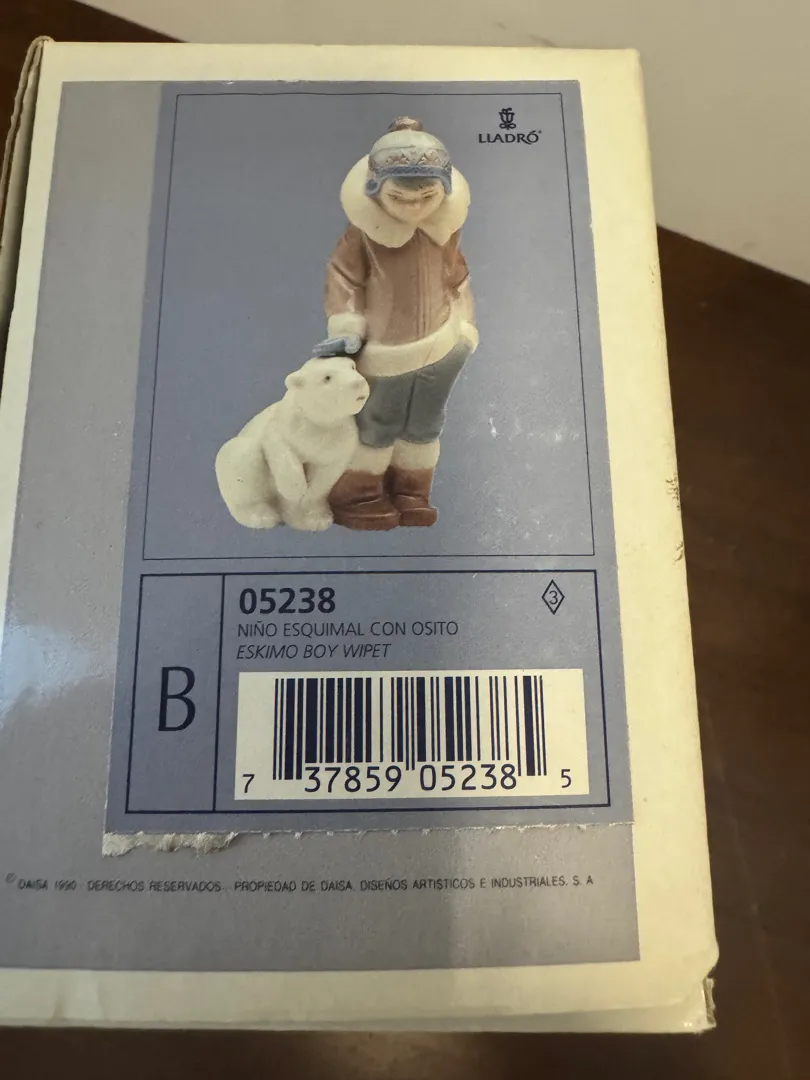 LLADRÓ®
05238
3
NIÑO ESQUIMAL CON OSITO
ESKIMO BOY WIPET
B
7 37859 05238 5
© DAISA 1990 DERECHOS RESERVADOS. PROPIEDAD DE DAISA. DISEÑOS ARTISTICOS E INDUSTRIALES. S. A